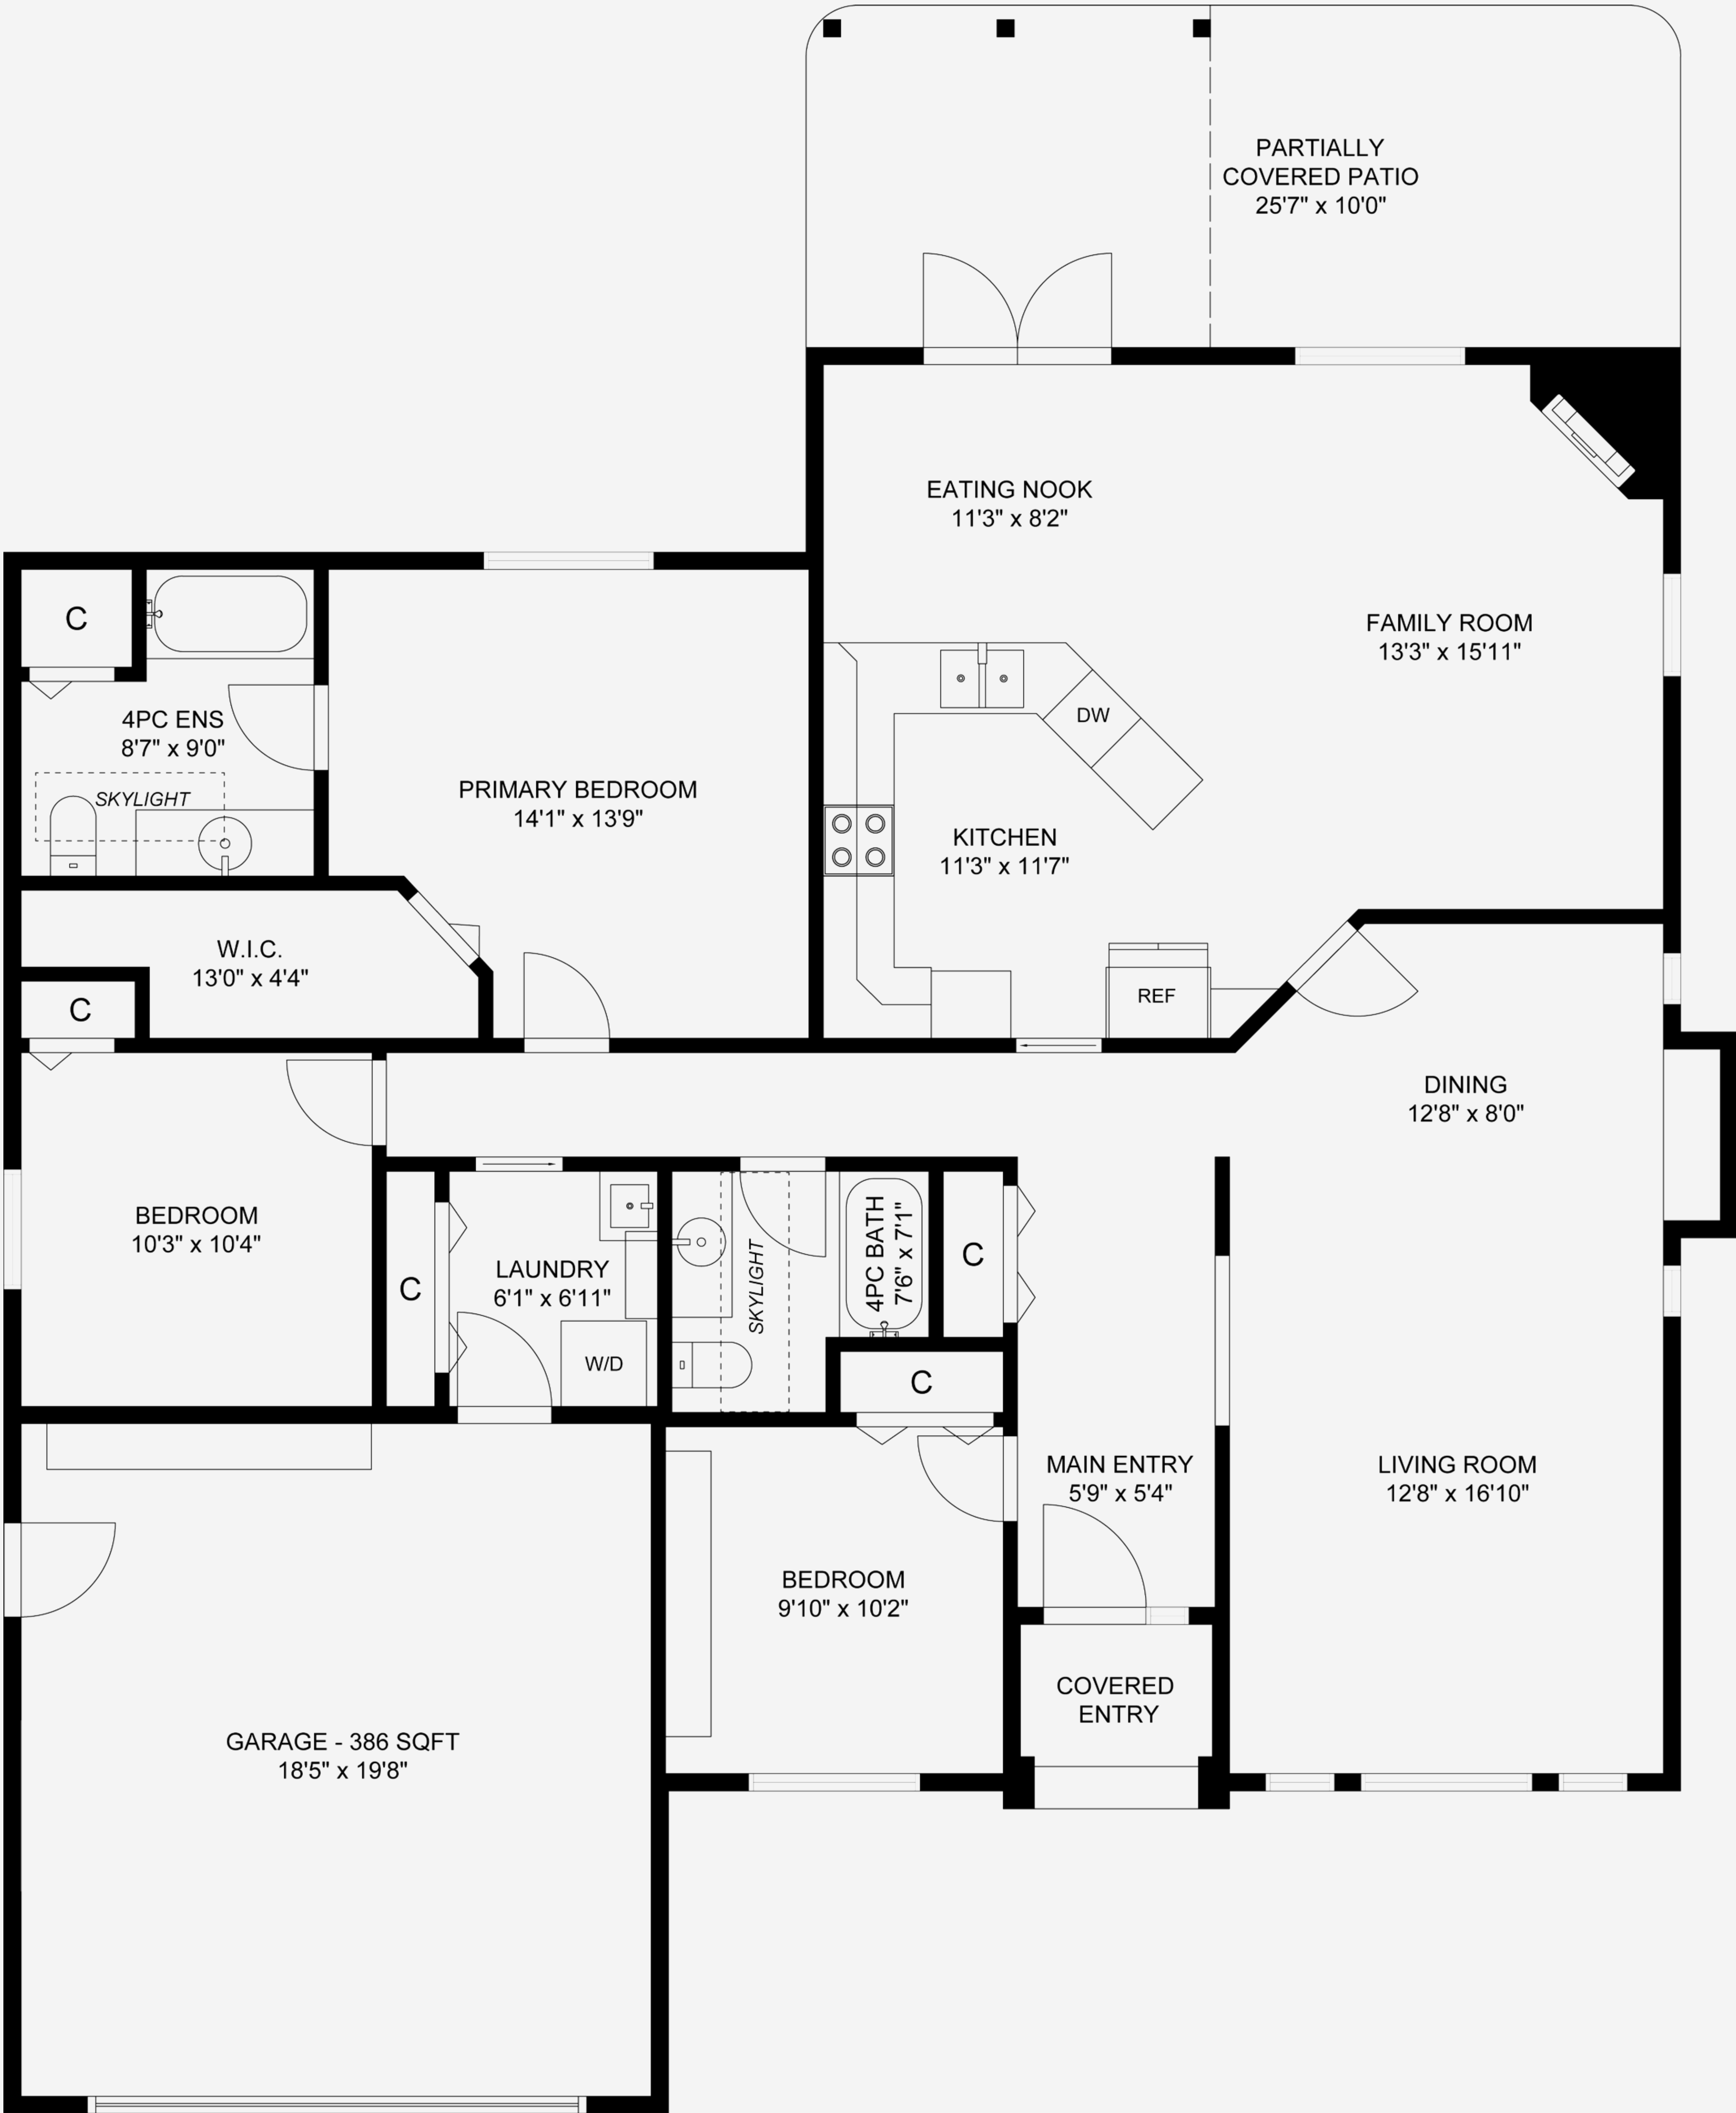 PARTIALLY
COVERED PATIO
25'7" x 10'0"
EATING NOOK
11'3" x 8'2"
FAMILY ROOM
13'3" x 15'11"
C
4PC ENS
8'7" x 9'0"
SKYLIGHT
PRIMARY BEDROOM
14'1" x 13'9"
DW
KITCHEN
11'3" x 11'7"
W.I.C.
13'0" x 4'4"
C
REF
DINING
12'8" x 8'0"
BEDROOM
10'3" x 10'4"
C
LAUNDRY
6'1" x 6'11"
W/D
SKYLIGHT
4PC BATH
7'6" x 7'1"
C
C
MAIN ENTRY
5'9" x 5'4"
LIVING ROOM
12'8" x 16'10"
BEDROOM
9'10" x 10'2"
COVERED
ENTRY
GARAGE - 386 SQFT
18'5" x 19'8"